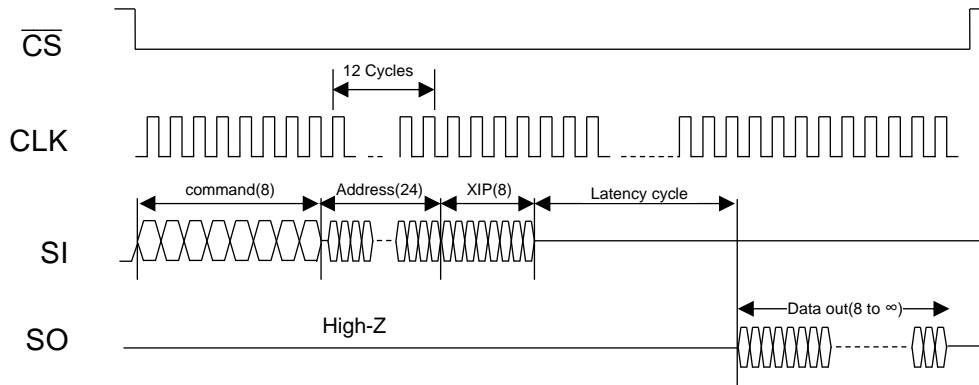 CS
12 Cycles
CLK
command(8) Address(24) XIP(8) Latency cycle
SI
Data out(8 to ∞)
High-Z
SO